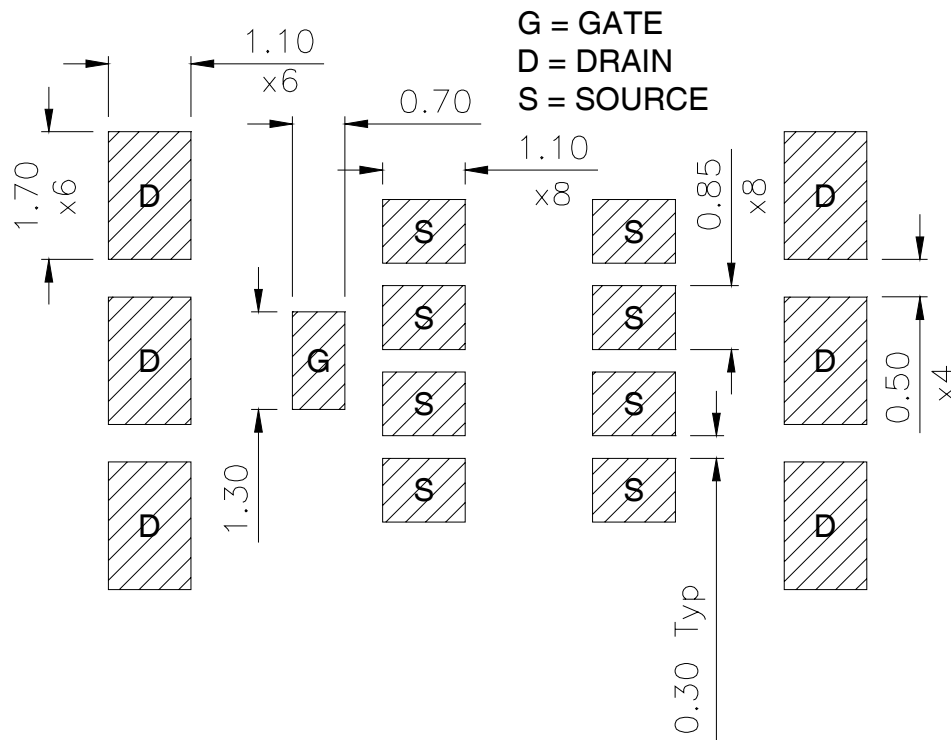 G = GATE
D = DRAIN
S = SOURCE
1.10
x6
0.70
1.10
x8
1.70
x6
0.85
x8
D
S
S
D
S
S
D
G
D
0.50
x4
S
S
1.30
S
S
D
D
0.30 Typ